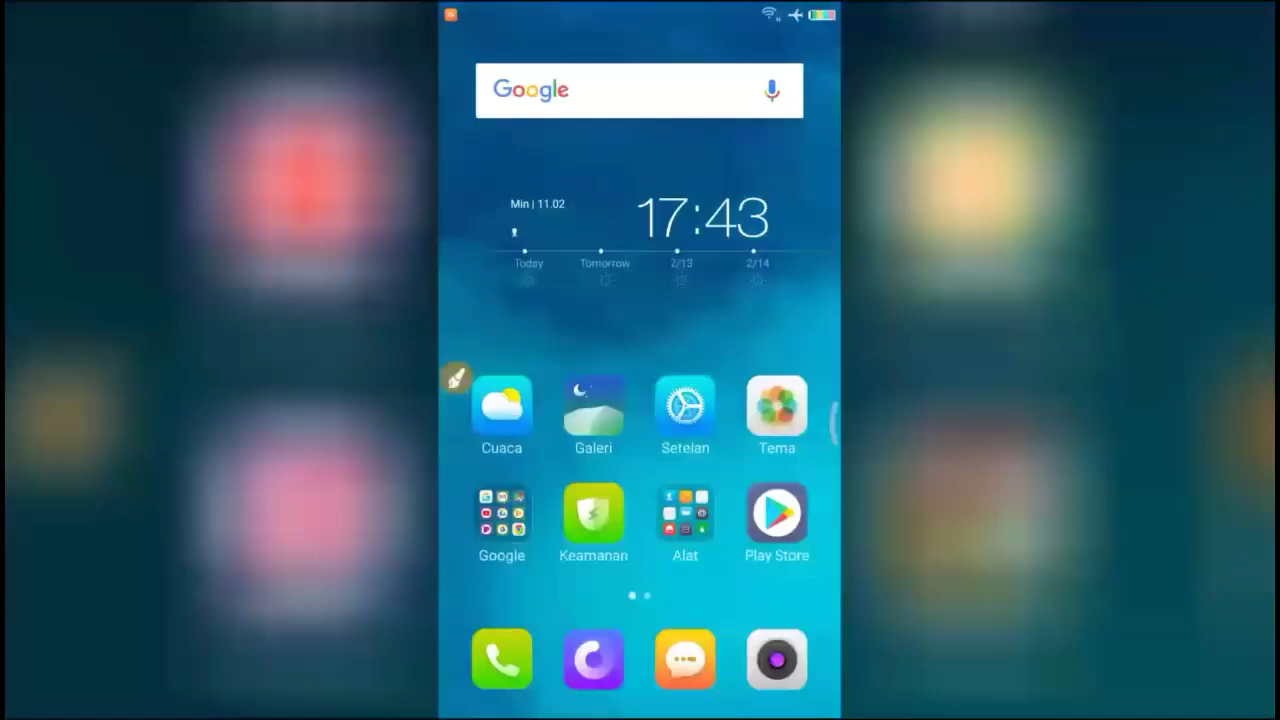 Google
Min | 11.02
17:43
Today Tomorrow 2/13 2/14
Cuaca Galeri Setelan Tema
Google Keamanan Alat Play Store